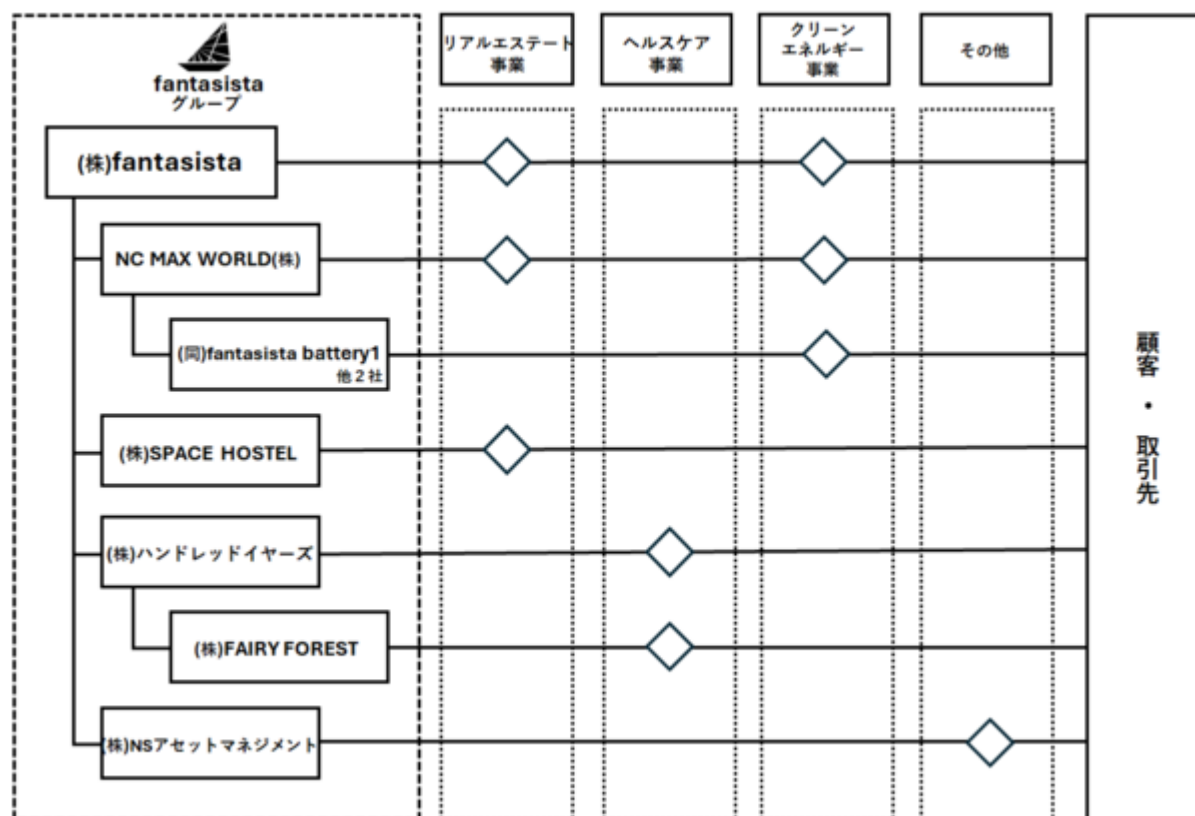 fantasista
グループ
リアルエステート
事業
ヘルスケア
事業
クリーン
エネルギー
事業
その他
(株)fantasista
NC MAX WORLD(株)
(同)fantasista battery1
他２社
(株)SPACE HOSTEL
(株)ハンドレッドイヤーズ
(株)FAIRY FOREST
(株)NSアセットマネジメント
顧客・取引先